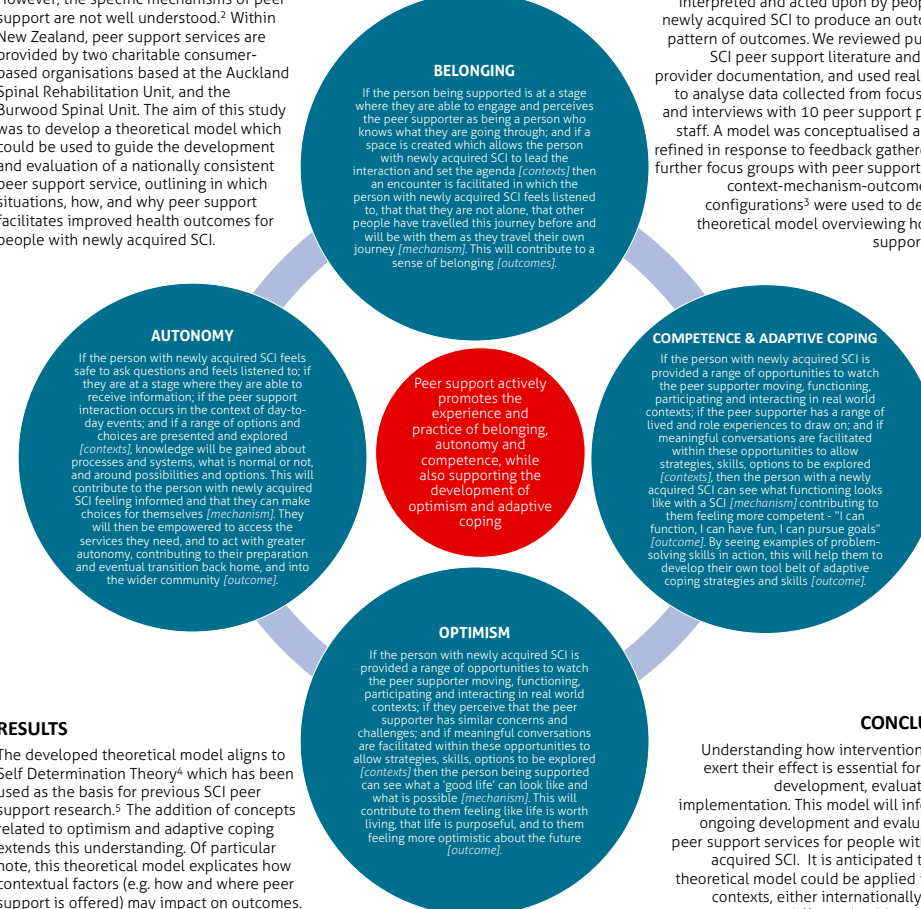 However, the specific mechanisms of peer
support are not well understood.² Within
New Zealand, peer support services are
provided by two charitable consumer-
based organisations based at the Auckland
Spinal Rehabilitation Unit, and the
Burwood Spinal Unit. The aim of this study
was to develop a theoretical model which
could be used to guide the development
and evaluation of a nationally consistent
peer support service, outlining in which
situations, how, and why peer support
facilitates improved health outcomes for
people with newly acquired SCI.
interpreted and acted upon by
newly acquired SCI to produce an
pattern of outcomes. We reviewed
SCI peer support literature and
provider documentation, and used
to analyse data collected from focus
and interviews with 10 peer support
staff. A model was conceptualised
refined in response to feedback
further focus groups with peer
context-mechanism-outcome
configurations³ were used to
theoretical model overviewing
BELONGING
If the person being supported is at a stage
where they are able to engage and perceives
the peer supporter as being a person who
knows what they are going through; and if a
space is created which allows the person
with newly acquired SCI to lead the
interaction and set the agenda [contexts] then
an encounter is facilitated in which the
person with newly acquired SCI feels listened
to, that that they are not alone, that other
people have travelled this journey before and
will be with them as they travel their own
journey [mechanism]. This will contribute to a
sense of belonging [outcomes].
AUTONOMY
If the person with newly acquired SCI feels
safe to ask questions and feels listened to; if
they are at a stage where they are able to
receive information; if the peer support
interaction occurs in the context of day-to-
day events; and if a range of options and
choices are presented and explored
[contexts], knowledge will be gained about
processes and systems, what is normal or not,
and around possibilities and options. This will
contribute to the person with newly acquired
SCI feeling informed and that they can make
choices for themselves [mechanism]. They
will then be empowered to access the
services they need, and to act with greater
autonomy, contributing to their preparation
and eventual transition back home, and into
the wider community [outcome].
Peer support actively
promotes the
experience and
practice of belonging,
autonomy and
competence, while
also supporting the
development of
optimism and adaptive
coping
COMPETENCE & ADAPTIVE COPING
If the person with newly acquired SCI is
provided a range of opportunities to watch
the peer supporter moving, functioning,
participating and interacting in real world
contexts; if the peer supporter has a range of
lived and role experiences to draw on; and if
meaningful conversations are facilitated
within these opportunities to allow
strategies, skills, options to be explored
[contexts], then the person with a newly
acquired SCI can see what functioning looks
like with a SCI [mechanism] contributing to
them feeling more competent - "I can
function, I can have fun, I can pursue goals"
[outcome]. By seeing examples of problem-
solving skills in action, this will help them to
develop their own tool belt of adaptive
coping strategies and skills [outcome].
OPTIMISM
If the person with newly acquired SCI is
provided a range of opportunities to watch
the peer supporter moving, functioning,
participating and interacting in real world
contexts; if they perceive that the peer
supporter has similar concerns and
challenges; and if meaningful conversations
are facilitated within these opportunities to
allow strategies, skills, options to be explored
[contexts] then the person being supported
can see what a 'good life' can look like and
what is possible [mechanism]. This will
contribute to them feeling like life is worth
living, that life is purposeful, and to them
feeling more optimistic about the future
[outcome].
RESULTS
The developed theoretical model aligns to
Self Determination Theory⁴ which has been
used as the basis for previous SCI peer
support research.⁵ The addition of concepts
related to optimism and adaptive coping
extends this understanding. Of particular
note, this theoretical model explicates how
contextual factors (e.g. how and where peer
support is offered) may impact on outcomes.
Understanding how
exert their effect is essential for
development,
implementation. This model will
ongoing development and
peer support services for people
acquired SCI. It is anticipated
theoretical model could be applied
contexts, either internationally